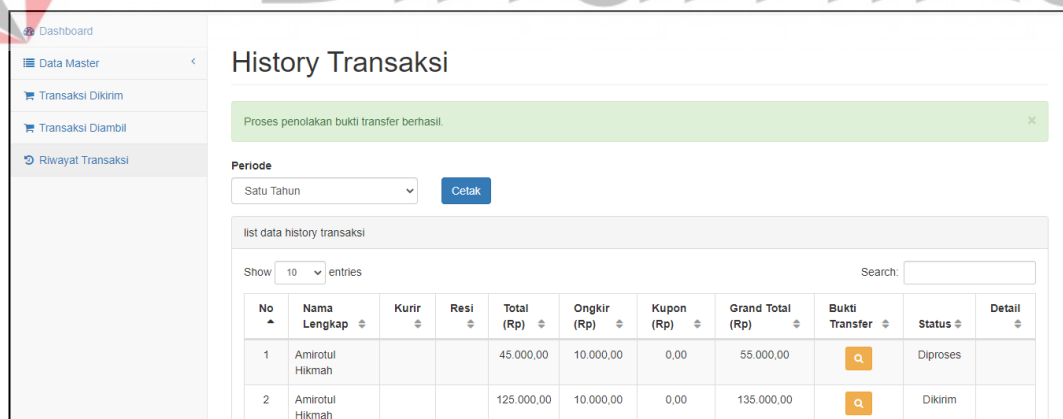 Dashboard
Data Master
Transaksi Dikirim
Transaksi Diambil
Riwayat Transaksi
History Transaksi
Proses penolakan bukti transfer berhasil. ×
Periode
Satu Tahun Cetak
list data history transaksi
Show 10 entries Search:
No Nama Lengkap Kurir Resi Total (Rp) Ongkir (Rp) Kupon (Rp) Grand Total (Rp) Bukti Transfer Status Detail
1 Amirotul Hikmah 45.000,00 10.000,00 0,00 55.000,00 Diproses
2 Amirotul Hikmah 125.000,00 10.000,00 0,00 135.000,00 Dikirim